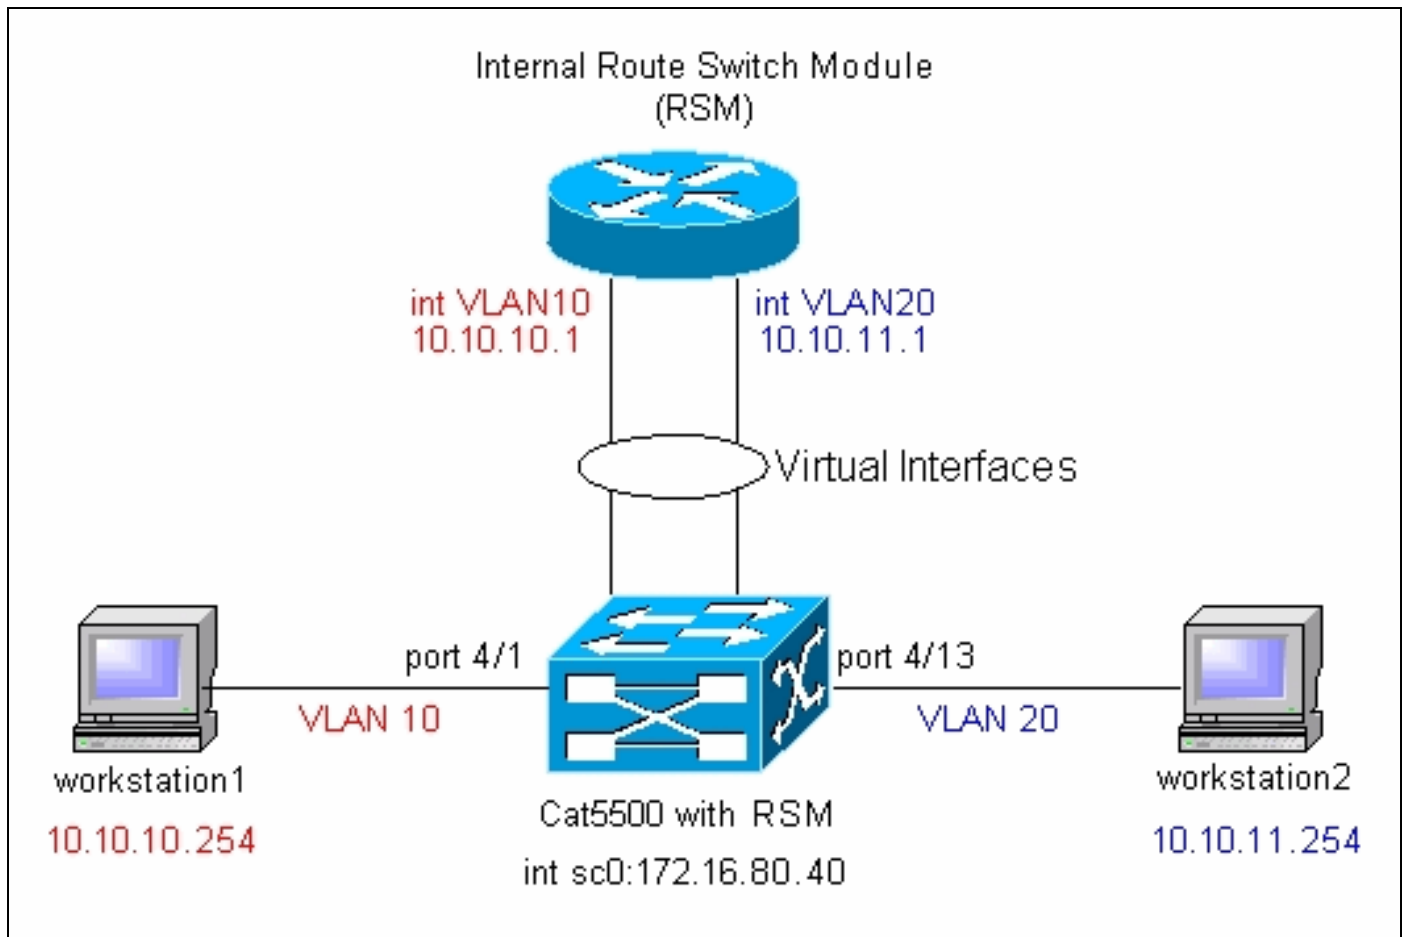 Internal Route Switch Module
(RSM)
int VLAN10
10.10.10.1
int VLAN20
10.10.11.1
Virtual Interfaces
port 4/1
port 4/13
VLAN 10
VLAN 20
workstation1
10.10.10.254
Cat5500 with RSM
int sc0:172.16.80.40
workstation2
10.10.11.254